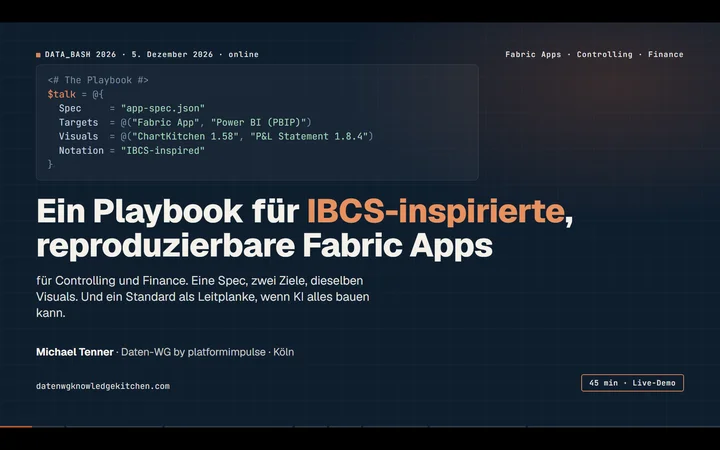 DATA_BASH 2026 · 5. Dezember 2026 · online
Fabric Apps · Controlling · Finance
<# The Playbook #>
$talk = @{
  Spec     = "app-spec.json"
  Targets  = @("Fabric App", "Power BI (PBIP)")
  Visuals  = @("ChartKitchen 1.58", "P&L Statement 1.8.4")
  Notation = "IBCS-inspired"
}
Ein Playbook für IBCS-inspirierte,
reproduzierbare Fabric Apps
für Controlling und Finance. Eine Spec, zwei Ziele, dieselben
Visuals. Und ein Standard als Leitplanke, wenn KI alles bauen
kann.
Michael Tenner · Daten-WG by platformimpulse · Köln
datenwgknowledgekitchen.com
45 min · Live-Demo